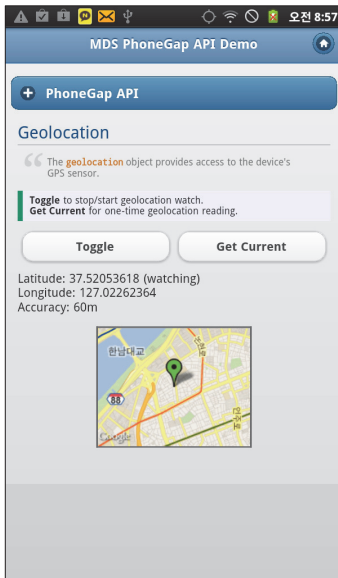 오전 8:57
MDS PhoneGap API Demo
PhoneGap API
Geolocation
The geolocation object provides access to the device's
GPS sensor.
Toggle to stop/start geolocation watch.
Get Current for one-time geolocation reading.
Toggle
Get Current
Latitude: 37.52053618 (watching)
Longitude: 127.02262364
Accuracy: 60m
한남대교
88
Google